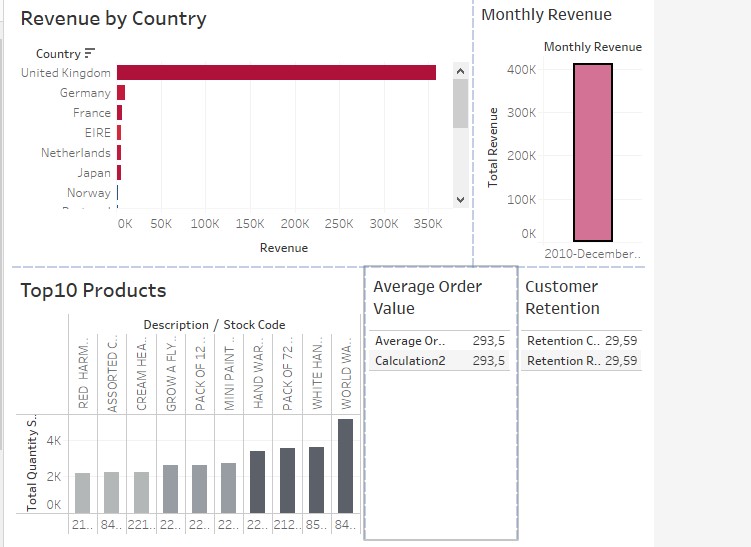 Revenue by Country
Country
United Kingdom
Germany
France
EIRE
Netherlands
Japan
Norway
0K 50K 100K 150K 200K 250K 300K 350K
Revenue
Monthly Revenue
Monthly Revenue
Total Revenue
400K
300K
200K
100K
0K
2010-December..
Top10 Products
Description / Stock Code
RED HARM..
ASSORTED C..
CREAM HEA..
GROW A FLY..
PACK OF 12 ..
MINI PAINT ..
HAND WAR..
PACK OF 72 ..
WHITE HAN..
WORLD WA..
Total Quantity S..
4K
2K
0K
21.. 84.. 221.. 22.. 22.. 22.. 22.. 212.. 85.. 84..
Average Order
Value
Average Or.. 293,5
Calculation2 293,5
Customer
Retention
Retention C.. 29,59
Retention R.. 29,59